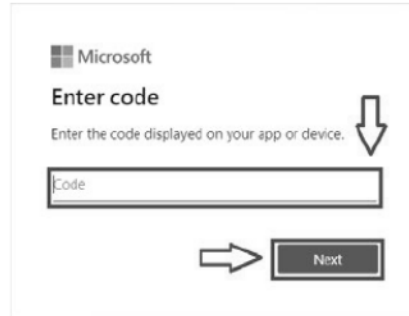 Microsoft
Enter code
Enter the code displayed on your app or device.
Code
Next